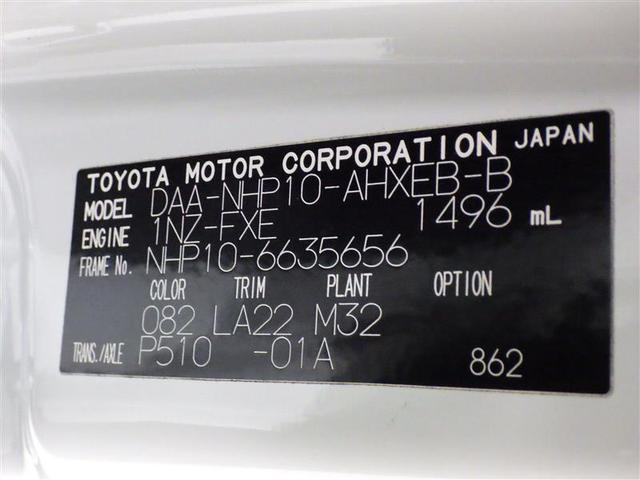 TOYOTA MOTOR CORPORATION JAPAN
MODEL DAA-NHP10-AHXEB-B
ENGINE 1NZ-FXE 1496 mL
FRAME No. NHP10-6635656
COLOR TRIM PLANT OPTION
082 LA22 M32
TRANS./AXLE P510 -01A 862